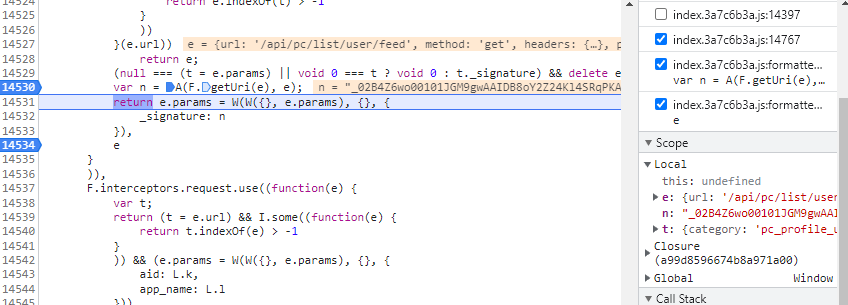 14524 return e.indexOf(t) > -1
14525 }
14526 ))
14527 }(e.url)) e = {url: '/api/pc/list/user/feed', method: 'get', headers: {…}, p
14528 return e;
14529 (null === (t = e.params) || void 0 === t ? void 0 : t._signature) && delete e
14530 var n = A(F.getUri(e), e); n = "_02B4Z6wo00101JGM9gwAAIDB8oY2Z24Kl4SRqPKA
14531 return e.params = W(W({}, e.params), {}, {
14532 _signature: n
14533 }),
14534 e
14535 }
14536 )),
14537 F.interceptors.request.use((function(e) {
14538 var t;
14539 return (t = e.url) && I.some((function(e) {
14540 return t.indexOf(e) > -1
14541 }
14542 )) && (e.params = W(W({}, e.params), {}, {
14543 aid: L.k,
14544 app_name: L.l
14545 }))
index.3a7c6b3a.js:14397
index.3a7c6b3a.js:14767
index.3a7c6b3a.js:formatte…
var n = A(F.getUri(e),…
index.3a7c6b3a.js:formatte…
e
Scope
Local
this: undefined
e: {url: '/api/pc/list/user
n: "_02B4Z6wo00101JGM9gwAAI
t: {category: 'pc_profile_u
Closure
(a99d8596674b8a971a00)
Global Window
Call Stack